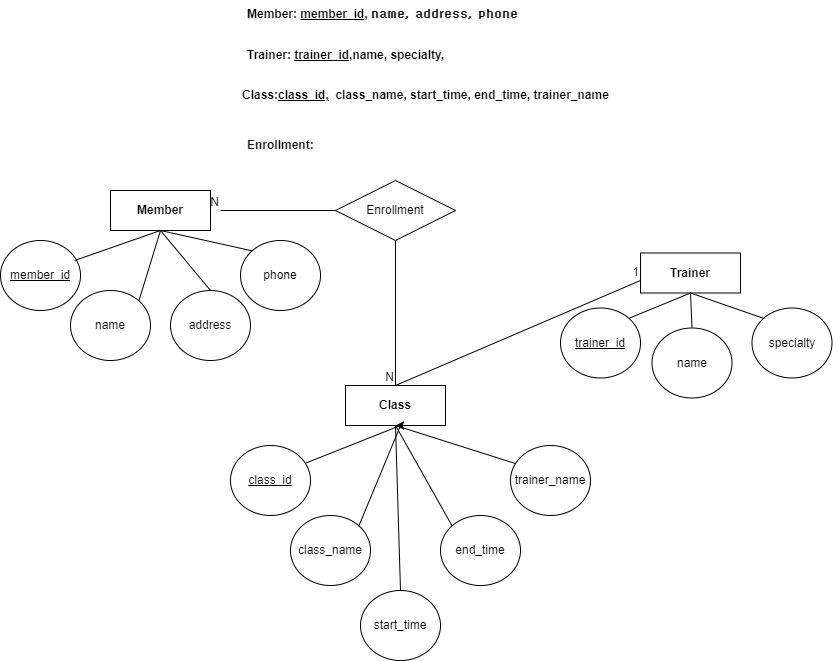 Member: member_id, name, address, phone
Trainer: trainer_id,name, specialty,
Class:class_id, class_name, start_time, end_time, trainer_name
Enrollment:
Member
N
Enrollment
member_id
phone
name
address
1
Trainer
trainer_id
name
specialty
N
Class
class_id
trainer_name
class_name
end_time
start_time